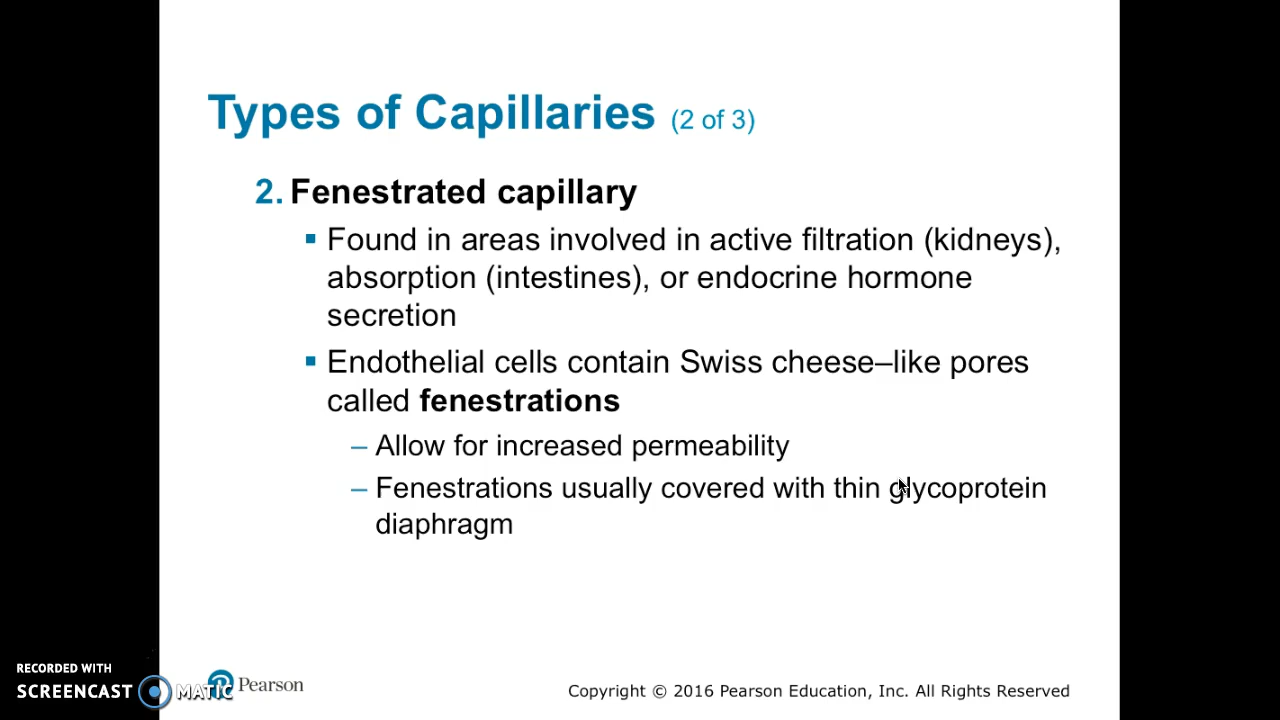 Types of Capillaries (2 of 3)
2. Fenestrated capillary
▪ Found in areas involved in active filtration (kidneys),
absorption (intestines), or endocrine hormone
secretion
▪ Endothelial cells contain Swiss cheese–like pores
called fenestrations
– Allow for increased permeability
– Fenestrations usually covered with thin glycoprotein
diaphragm
RECORDED WITH
SCREENCAST MATIC
Pearson
Copyright © 2016 Pearson Education, Inc. All Rights Reserved